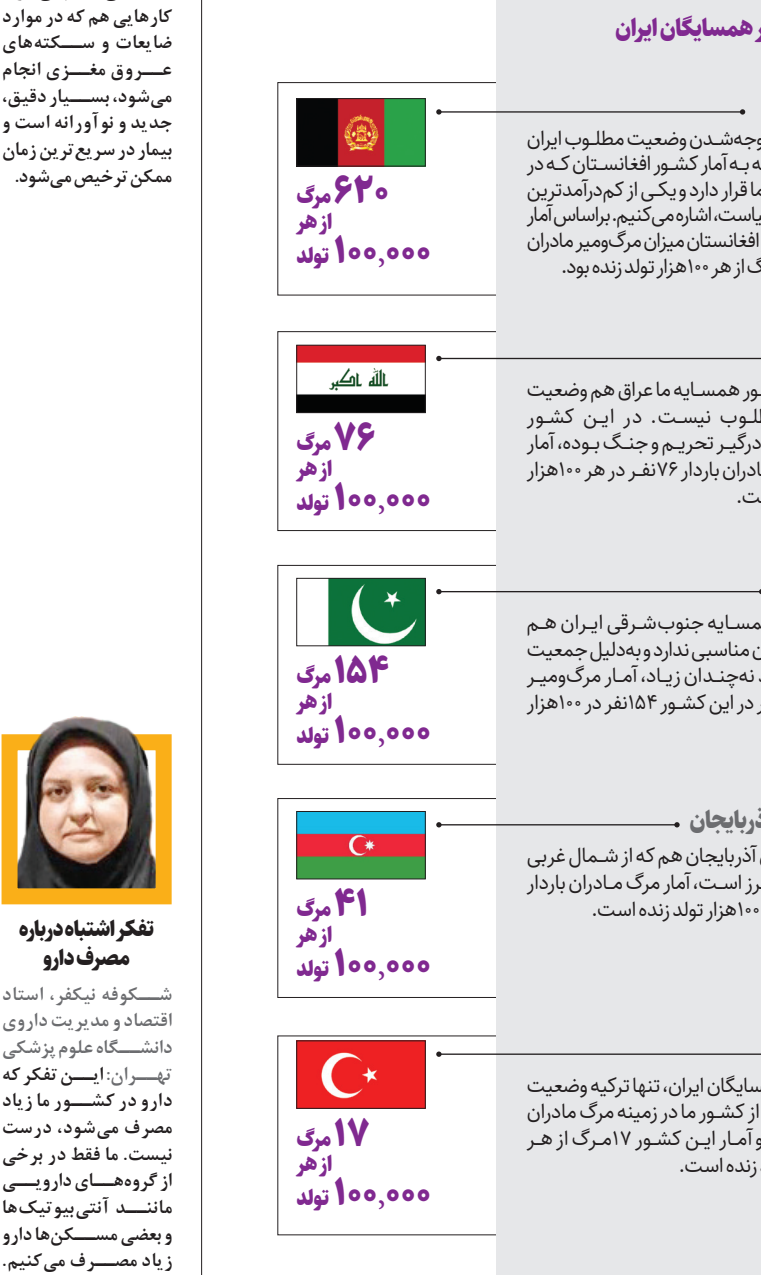 ر همسایگان ایران
وجه‌شدن وضعیت مطلوب ایران
ه به آمار کشور افغانستان که در
ما قرار دارد و یکی از کم‌درآمدترین
یاست، اشاره می‌کنیم. براساس آمار
افغانستان میزان مرگ‌ومیر مادران
گ از هر ۱۰۰هزار تولد زنده بود.
۶۲۰ مرگ
از هر
۱۰۰,۰۰۰ تولد
ور همسایه ما عراق هم وضعیت
لوب نیست. در این کشور
درگیر تحریم و جنگ بوده، آمار
ادران باردار ۷۶نفر در هر ۱۰۰هزار
ت.
الله اكبر
۷۶ مرگ
از هر
۱۰۰,۰۰۰ تولد
مسایه جنوب‌شرقی ایران هم
ن مناسبی ندارد و به‌دلیل جمعیت
د نه‌چندان زیاد، آمار مرگ‌ومیر
ر در این کشور ۱۵۴نفر در ۱۰۰هزار
۱۵۴ مرگ
از هر
۱۰۰,۰۰۰ تولد
ذربایجان
ی آذربایجان هم که از شمال غربی
رز است، آمار مرگ مادران باردار
۱۰۰هزار تولد زنده است.
۴۱ مرگ
از هر
۱۰۰,۰۰۰ تولد
سایگان ایران، تنها ترکیه وضعیت
از کشور ما در زمینه مرگ مادران
و آمار این کشور ۱۷مرگ از هر
زنده است.
۱۷ مرگ
از هر
۱۰۰,۰۰۰ تولد
کارهایی هم که در موارد
ضایعات و سکته‌های
عروق مغزی انجام
می‌شود، بسیار دقیق،
جدید و نوآورانه است و
بیمار در سریع‌ترین زمان
ممکن ترخیص می‌شود.
تفکر اشتباه درباره
مصرف دارو
شکوفه نیکفر، استاد
اقتصاد و مدیریت داروی
دانشگاه علوم پزشکی
تهران: این تفکر که
دارو در کشور ما زیاد
مصرف می‌شود، درست
نیست. ما فقط در برخی
از گروه‌های دارویی
مانند آنتی‌بیوتیک‌ها
و بعضی مسکن‌ها دارو
زیاد مصرف می‌کنیم.